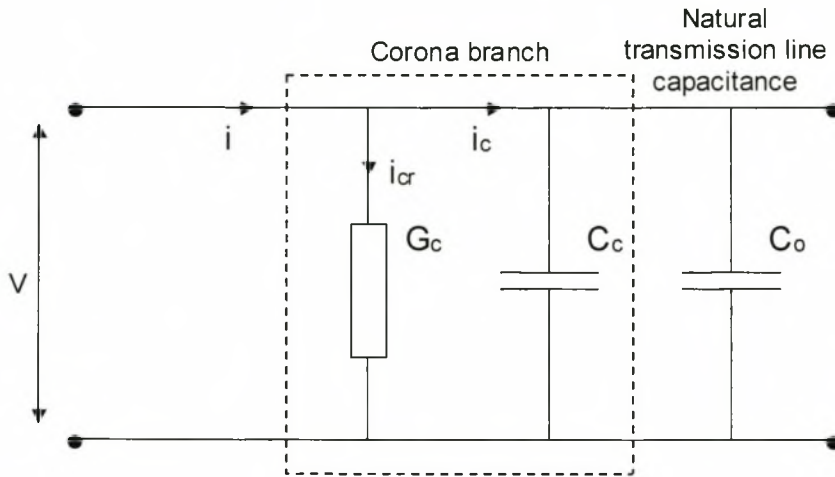 Natural
Corona branch
transmission line
capacitance
i
ic
icr
Gc
Cc
Co
V